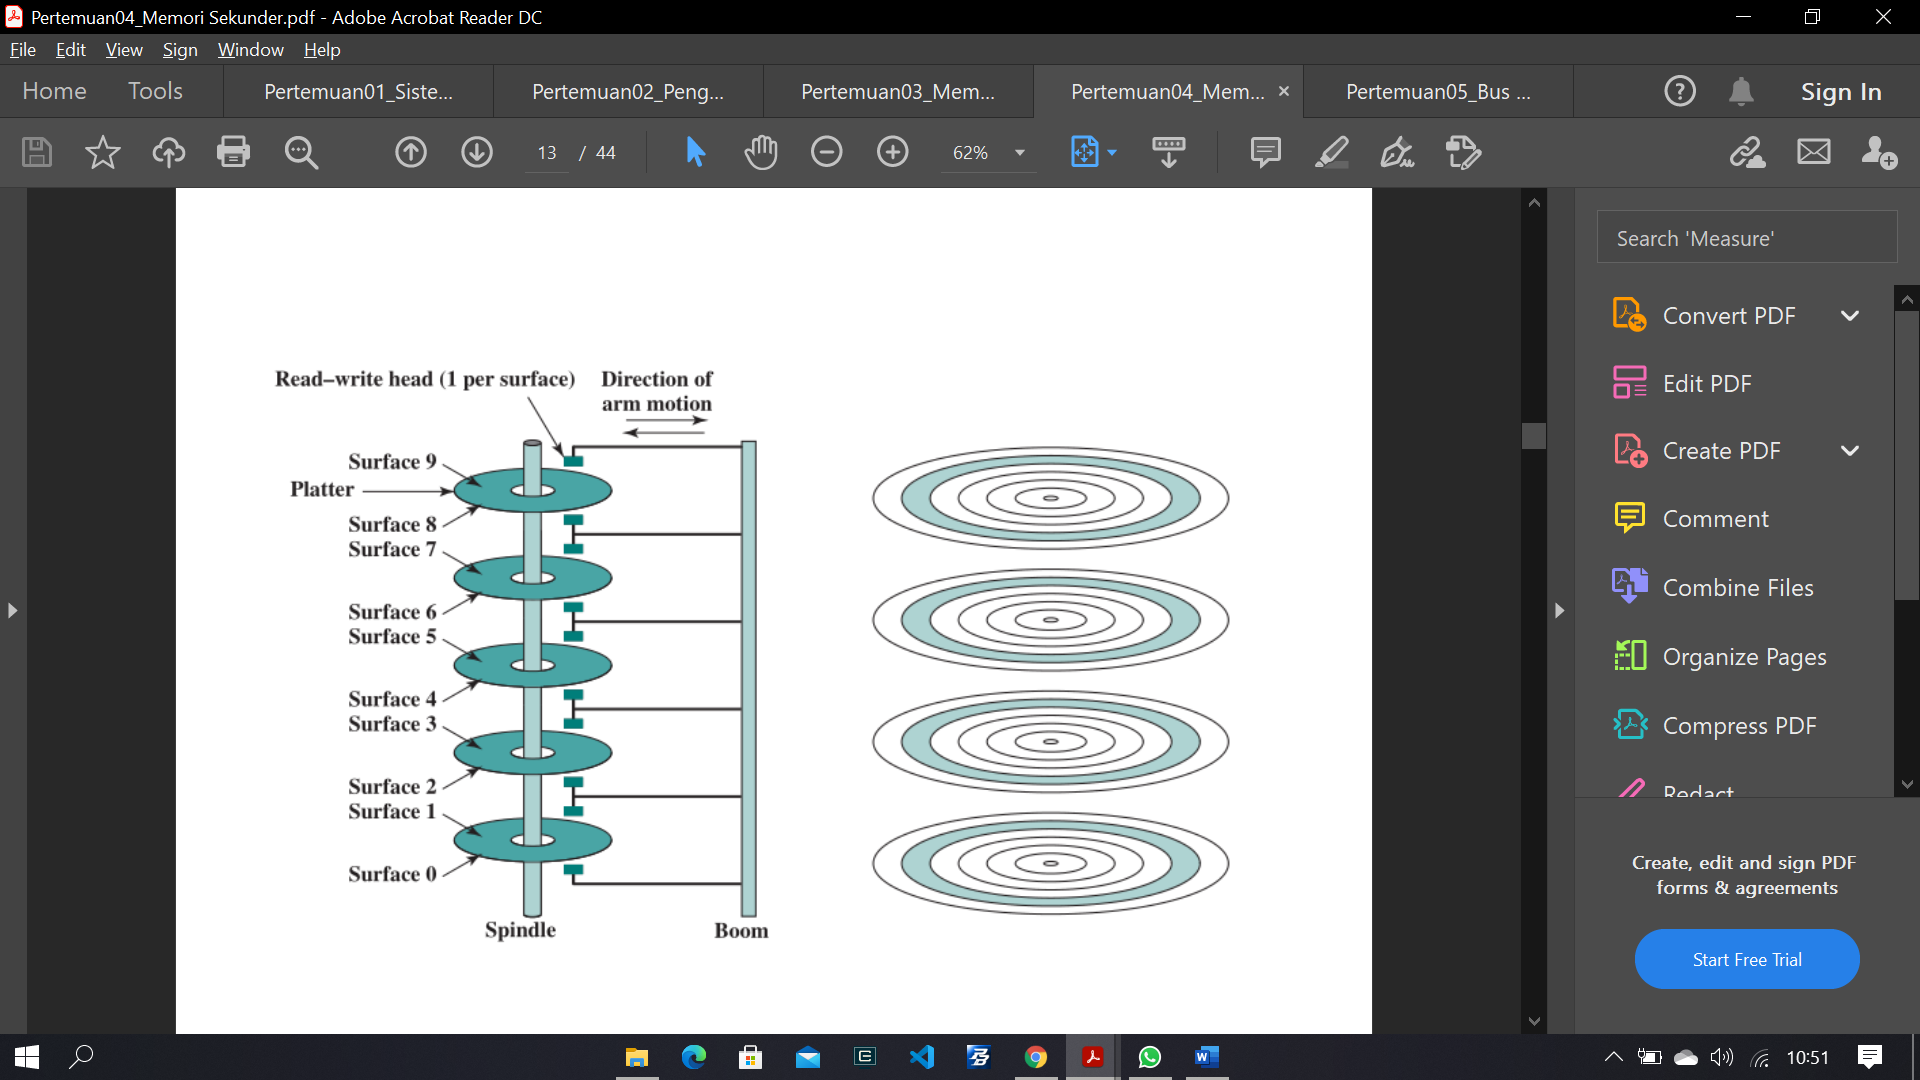 Pertemuan04_Memori Sekunder.pdf - Adobe Acrobat Reader DC
File Edit View Sign Window Help
Home Tools Pertemuan01_Siste... Pertemuan02_Peng... Pertemuan03_Mem... Pertemuan04_Mem... × Pertemuan05_Bus ... Sign In
13 / 44 62%
Search 'Measure'
Convert PDF
Edit PDF
Create PDF
Comment
Combine Files
Organize Pages
Compress PDF
Redact
Create, edit and sign PDF
forms & agreements
Start Free Trial
Read–write head (1 per surface)
Direction of
arm motion
Surface 9
Platter
Surface 8
Surface 7
Surface 6
Surface 5
Surface 4
Surface 3
Surface 2
Surface 1
Surface 0
Spindle
Boom
10:51